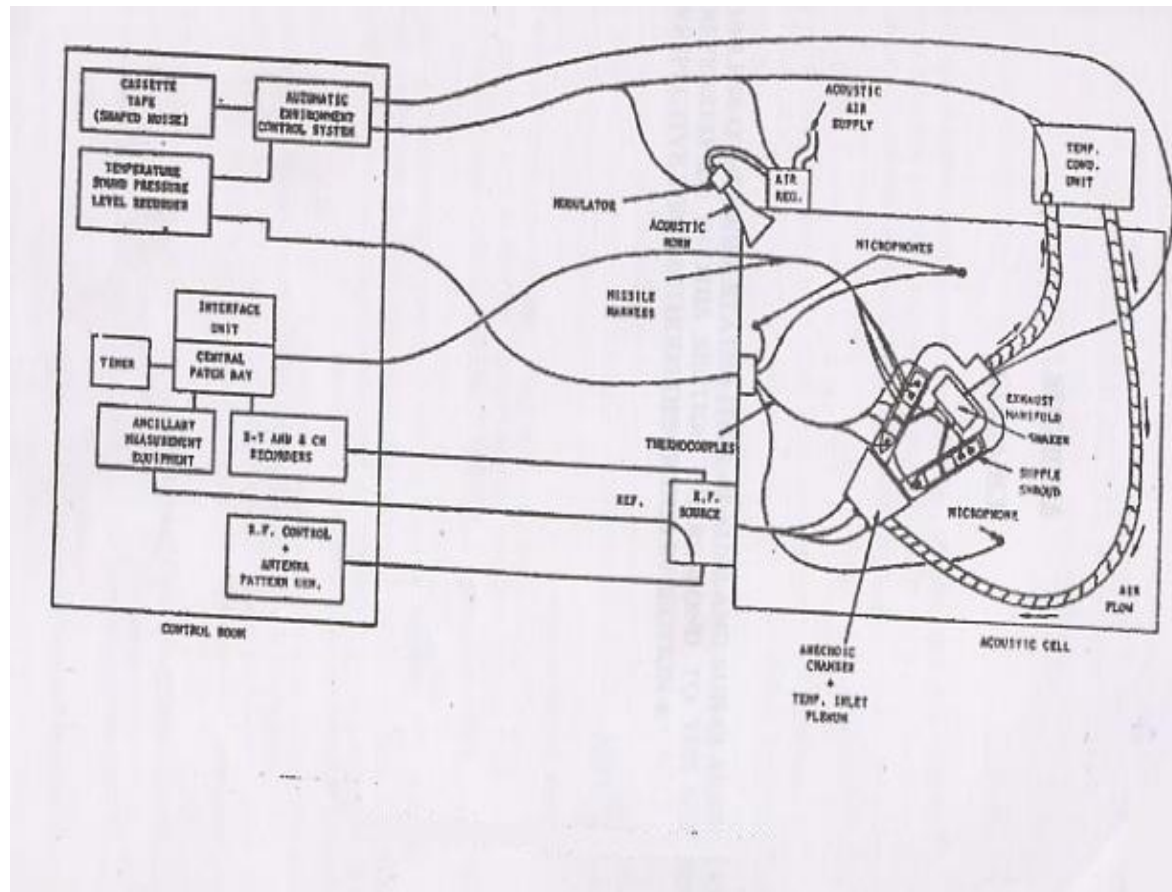 CASSETTE
TAPE
(SHAPED NOISE)
AUTOMATIC
ENVIRONMENT
CONTROL SYSTEM
TEMPERATURE
SOUND PRESSURE
LEVEL RECORDER
INTERFACE
UNIT
TIMER
CENTRAL
PATCH BAY
ANCILLARY
MEASUREMENT
EQUIPMENT
X-Y AND 8 CH
RECORDERS
R.F. CONTROL
+
ANTENNA
PATTERN GEN.
CONTROL ROOM
ACOUSTIC
AIR
SUPPLY
MODULATOR
AIR
REG.
ACOUSTIC
HORN
TEMP.
COND.
UNIT
MICROPHONES
MISSILE
HARNESS
THERMOCOUPLES
EXHAUST
MANIFOLD
SHAKER
SUPPLE
SHROUD
REF.
R.F.
SOURCE
MICROPHONE
AIR
FLOW
ACOUSTIC CELL
ANECHOIC
CHAMBER
+
TEMP. INLET
PLENUM